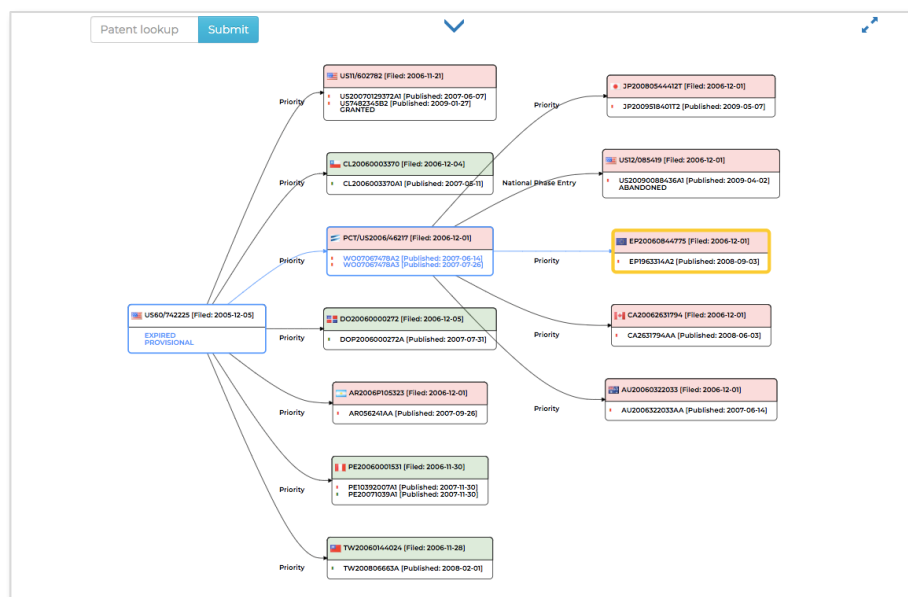 Patent lookup
Submit
US11/602782 [Filed: 2006-11-21]
US20070129372A1 [Published: 2007-06-07]
US7482345B2 [Published: 2009-01-27]
GRANTED
Priority
CL20060003370 [Filed: 2006-12-04]
CL2006003370A1 [Published: 2007-05-11]
Priority
PCT/US2006/46217 [Filed: 2006-12-01]
WO07067478A2 [Published: 2007-06-14]
WO07067478A3 [Published: 2007-07-26]
Priority
US60/742225 [Filed: 2005-12-05]
EXPIRED
PROVISIONAL
DO20060000272 [Filed: 2006-12-05]
DOP2006000272A [Published: 2007-07-31]
Priority
AR2006P105323 [Filed: 2006-12-01]
AR056241AA [Published: 2007-09-26]
Priority
PE20060001531 [Filed: 2006-11-30]
PE10392007A1 [Published: 2007-11-30]
PE20071039A1 [Published: 2007-11-30]
Priority
TW20060144024 [Filed: 2006-11-28]
TW200806663A [Published: 2008-02-01]
Priority
JP20080544412T [Filed: 2006-12-01]
JP2009518401T2 [Published: 2009-05-07]
Priority
US12/085419 [Filed: 2006-12-01]
US20090088436A1 [Published: 2009-04-02]
ABANDONED
National Phase Entry
EP20060844775 [Filed: 2006-12-01]
EP1963314A2 [Published: 2008-09-03]
Priority
CA20062631794 [Filed: 2006-12-01]
CA2631794AA [Published: 2008-06-03]
Priority
AU20060322033 [Filed: 2006-12-01]
AU2006322033AA [Published: 2007-06-14]
Priority